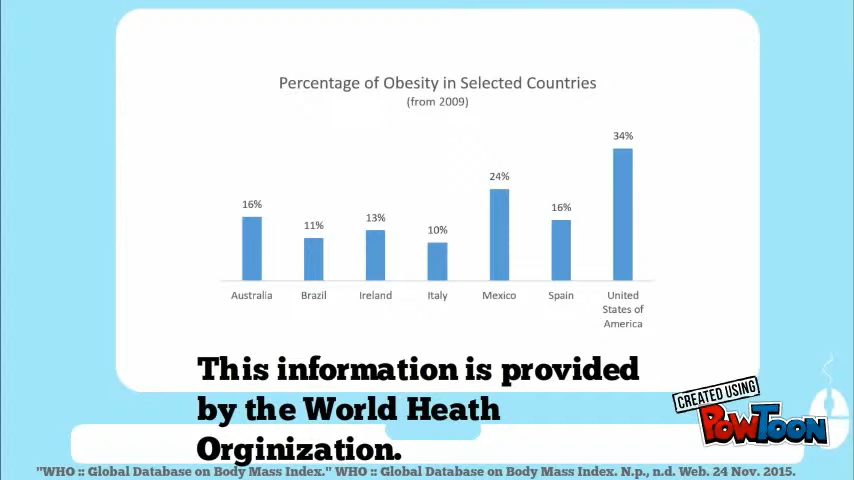 Percentage of Obesity in Selected Countries
(from 2009)
34%
24%
16%
16%
13%
11%
10%
Australia Brazil Ireland Italy Mexico Spain United
States of
America
This information is provided
by the World Heath
Orginization.
CREATED USING
POWTOON
"WHO :: Global Database on Body Mass Index." WHO :: Global Database on Body Mass Index. N.p., n.d. Web. 24 Nov. 2015.